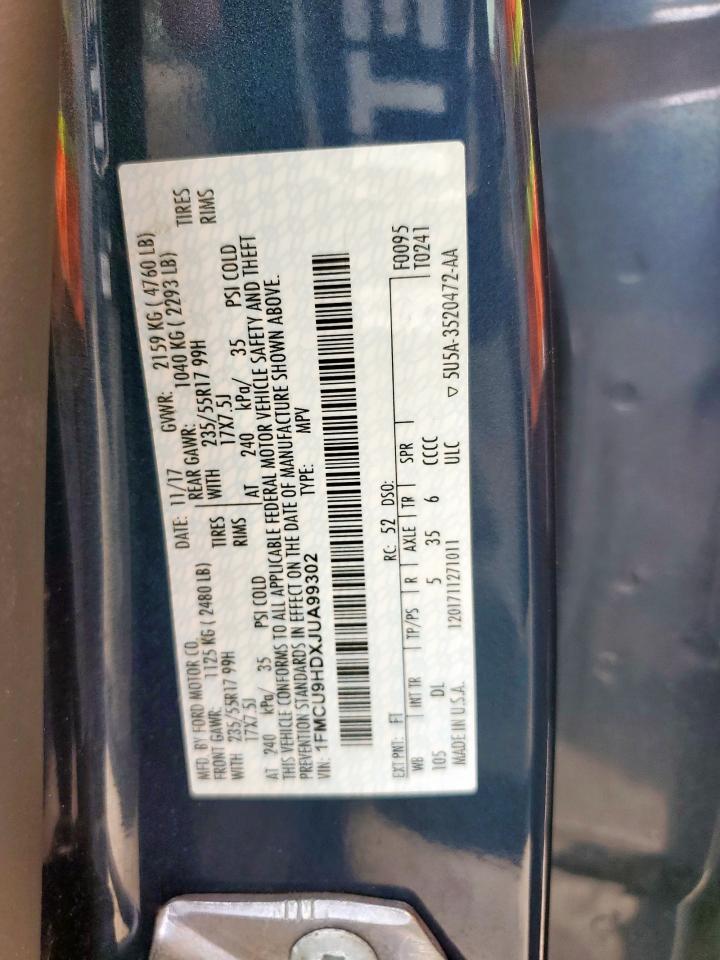 MFD. BY FORD MOTOR CO.
DATE: 11/17 GVWR: 2159 KG ( 4760 LB)
FRONT GAWR: 1125 KG ( 2480 LB) REAR GAWR: 1040 KG ( 2293 LB)
WITH 235/55R17 99H TIRES WITH 235/55R17 99H TIRES
17X7.5J RIMS 17X7.5J RIMS
AT 240 kPa/ 35 PSI COLD AT 240 kPa/ 35 PSI COLD
THIS VEHICLE CONFORMS TO ALL APPLICABLE FEDERAL MOTOR VEHICLE SAFETY AND THEFT
PREVENTION STANDARDS IN EFFECT ON THE DATE OF MANUFACTURE SHOWN ABOVE.
VIN: 1FMCU9HDXJUA99302 TYPE: MPV
EXT PNT: FT RC: 52 DSO: F0095
WB INT TR TP/PS R AXLE TR SPR T0241
105 DL 5 35 6 CCCC
MADE IN U.S.A. 1201711271011 ULC ▽ 5U5A-3520472-AA